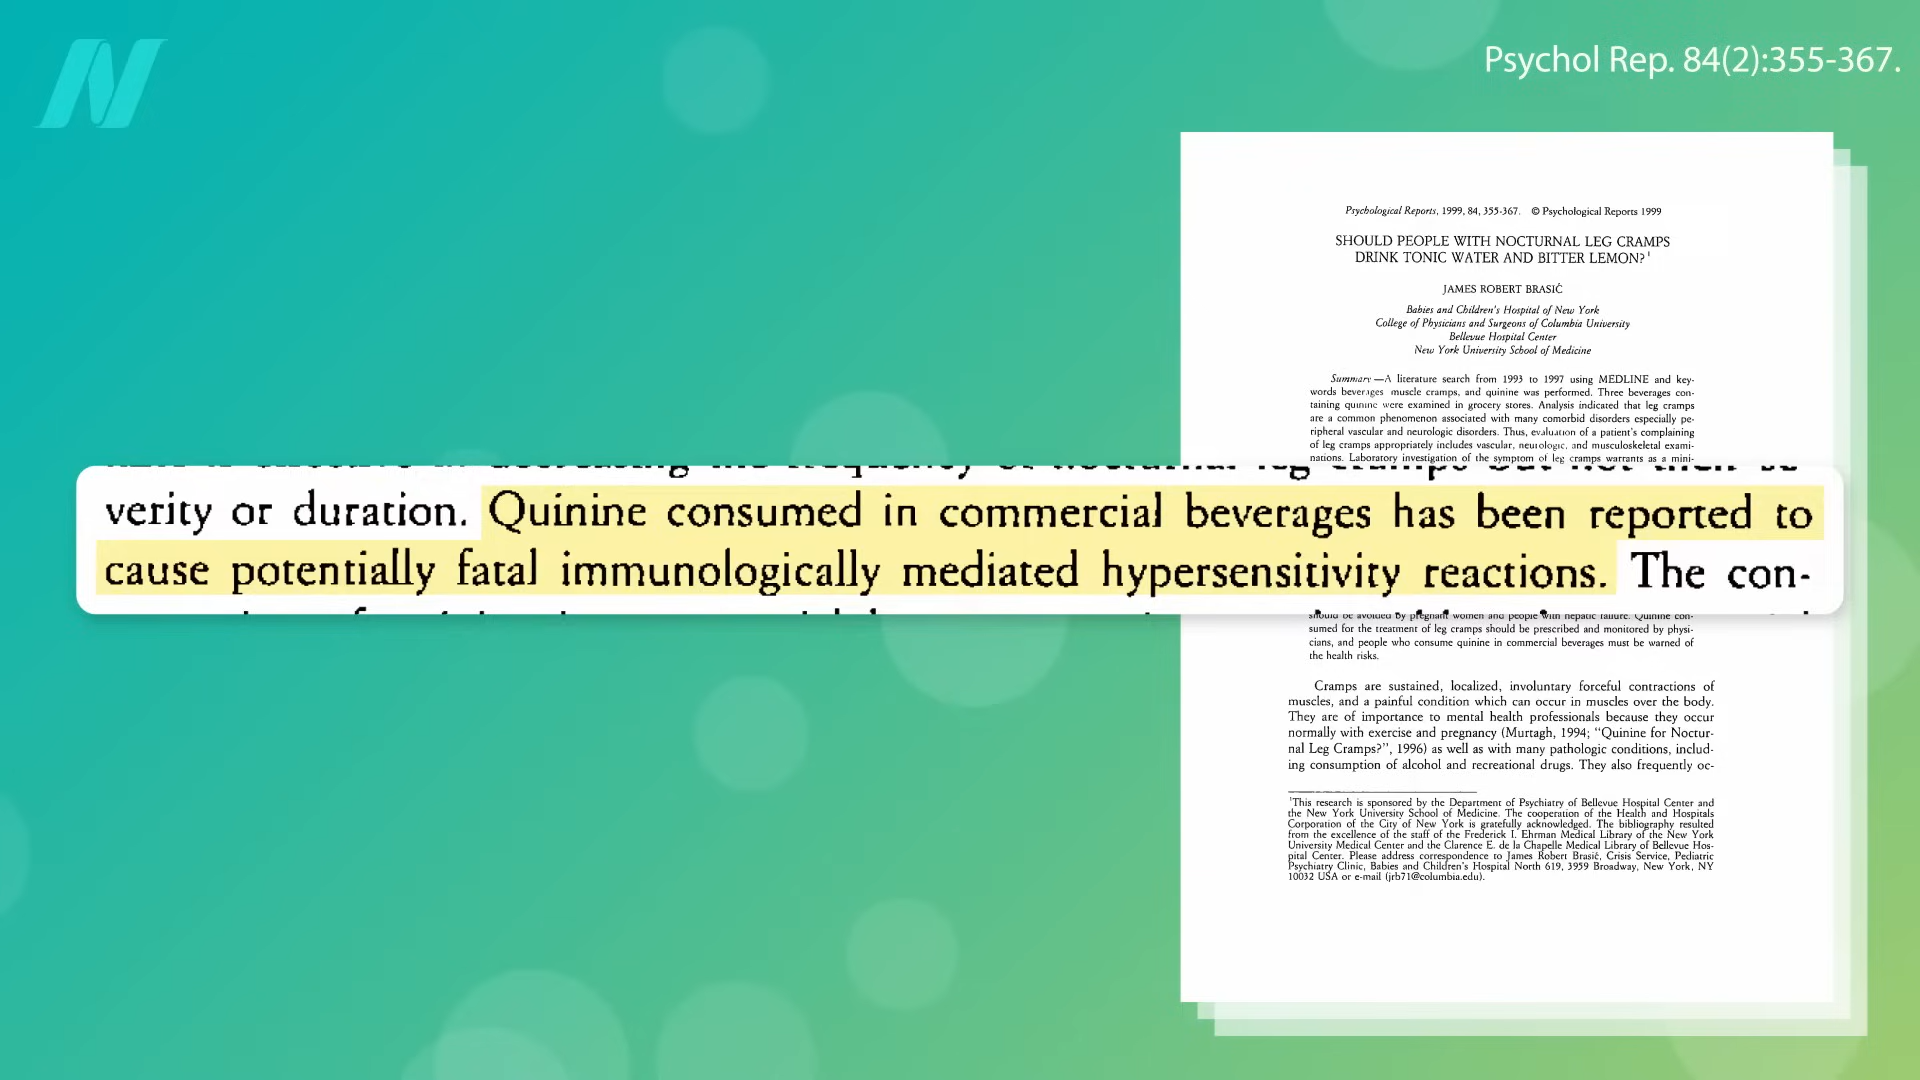 Psychol Rep. 84(2):355-367.
Psychological Reports, 1999, 84, 355-367. © Psychological Reports 1999
SHOULD PEOPLE WITH NOCTURNAL LEG CRAMPS
DRINK TONIC WATER AND BITTER LEMON?¹
JAMES ROBERT BRASIĆ
Babies and Children's Hospital of New York
College of Physicians and Surgeons of Columbia University
Bellevue Hospital Center
New York University School of Medicine
Summary—A literature search from 1993 to 1997 using MEDLINE and key-
words beverages muscle cramps, and quinine was performed. Three beverages con-
taining quinine were examined in grocery stores. Analysis indicated that leg cramps
are a common phenomenon associated with many comorbid disorders especially pe-
ripheral vascular and neurologic disorders. Thus, evaluation of a patient's complaining
of leg cramps appropriately includes vascular, neurologic, and musculoskeletal exami-
nations. Laboratory investigation of the symptom of leg cramps warrants as a mini-
verity or duration. Quinine consumed in commercial beverages has been reported to
cause potentially fatal immunologically mediated hypersensitivity reactions. The con-
should be avoided by pregnant women and people with hepatic failure. Quinine con-
sumed for the treatment of leg cramps should be prescribed and monitored by physi-
cians, and people who consume quinine in commercial beverages must be warned of
the health risks.
Cramps are sustained, localized, involuntary forceful contractions of
muscles, and a painful condition which can occur in muscles over the body.
They are of importance to mental health professionals because they occur
normally with exercise and pregnancy (Murtagh, 1994; "Quinine for Noctur-
nal Leg Cramps?", 1996) as well as with many pathologic conditions, includ-
ing consumption of alcohol and recreational drugs. They also frequently oc-
¹This research is sponsored by the Department of Psychiatry of Bellevue Hospital Center and
the New York University School of Medicine. The cooperation of the Health and Hospitals
Corporation of the City of New York is gratefully acknowledged. The bibliography resulted
from the excellence of the staff of the Frederick L. Ehrman Medical Library of the New York
University Medical Center and the Clarence E. de la Chapelle Medical Library of Bellevue Hos-
pital Center. Please address correspondence to James Robert Brasić, Crisis Service, Pediatric
Psychiatry Clinic, Babies and Children's Hospital North 619, 3959 Broadway, New York, NY
10032 USA or e-mail (jrb71@columbia.edu).